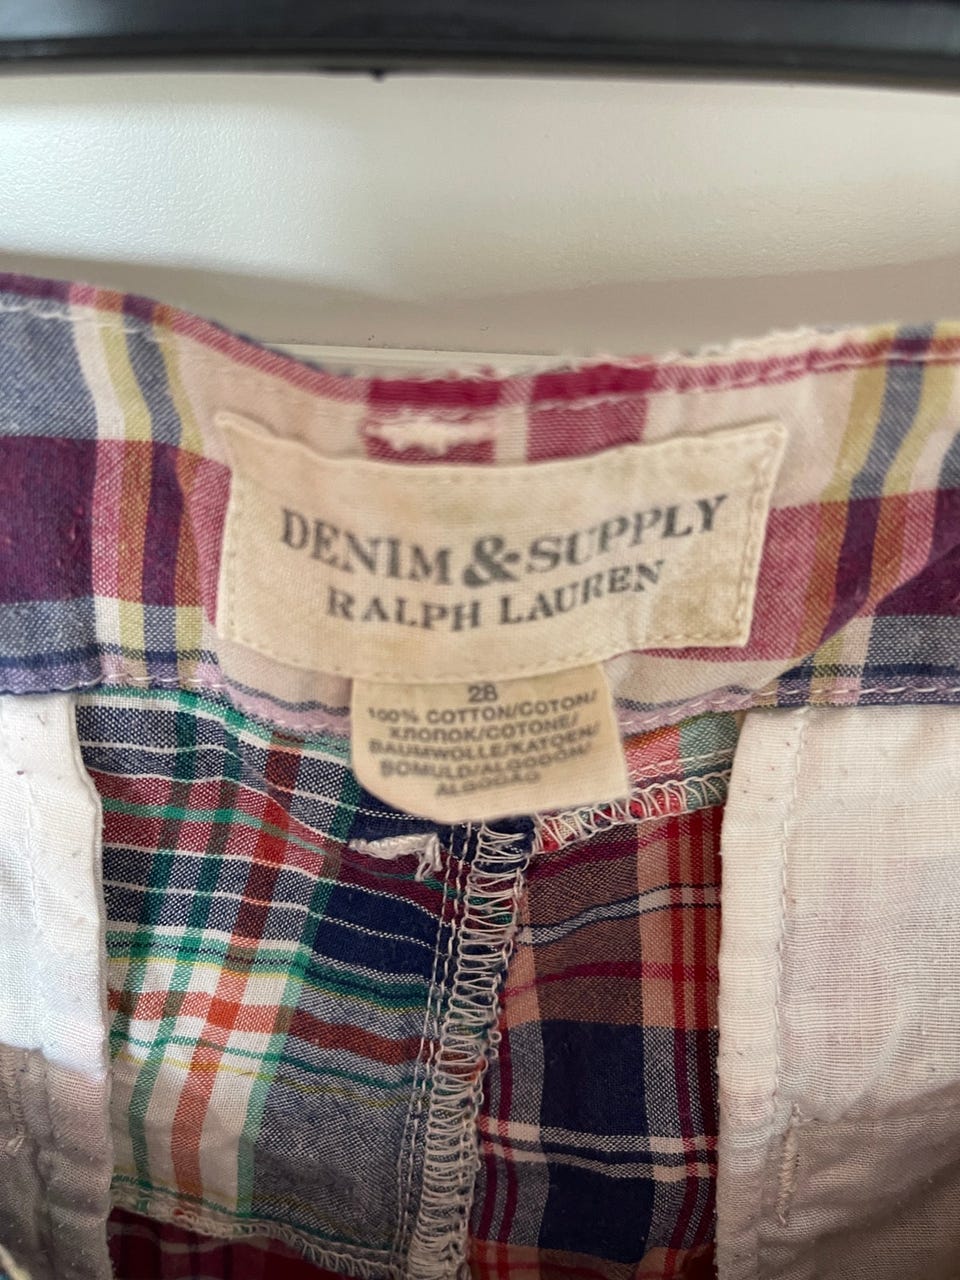 DENIM & SUPPLY
RALPH LAUREN
28
100% COTTON/COTON/
ХЛОПОК/COTONE/
BAUMWOLLE/KATOEN/
BOMULD/ALGODON/
ALGODÃO